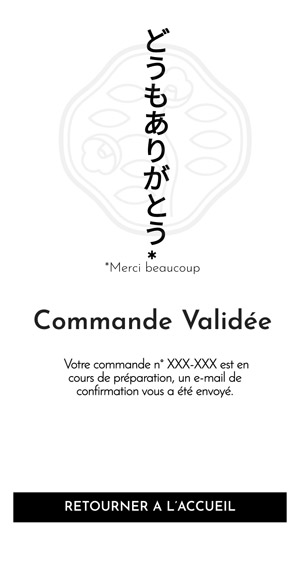 どうもありがとう*
*Merci beaucoup
Commande Validée
Votre commande n° XXX-XXX est en
cours de préparation, un e-mail de
confirmation vous a été envoyé.
RETOURNER A L'ACCUEIL